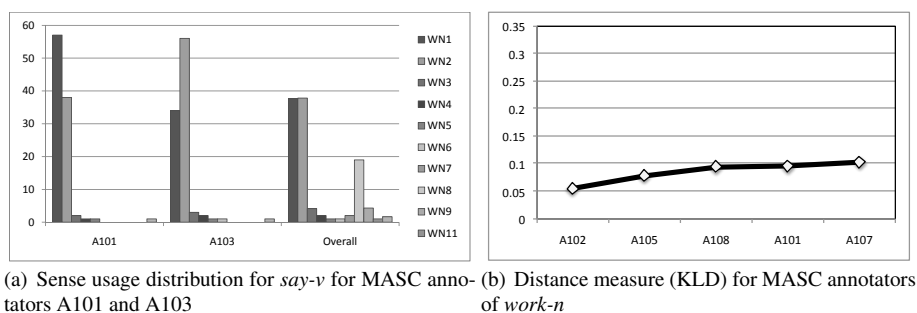 60
50
40
30
20
10
0
A101
A103
Overall
WN1
WN2
WN3
WN4
WN5
WN6
WN7
WN8
WN9
WN11
0.35
0.3
0.25
0.2
0.15
0.1
0.05
0
A102
A105
A108
A101
A107
(a) Sense usage distribution for say-v for MASC anno-
tators A101 and A103
(b) Distance measure (KLD) for MASC annotators
of work-n